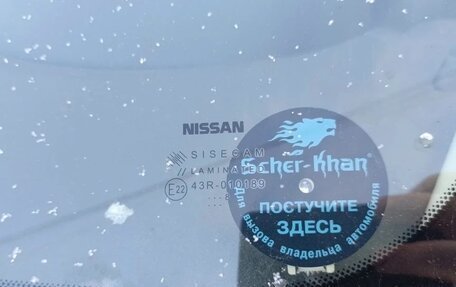 NISSAN
SISECAM
//LAMINATED
E22 43R-010189
Scher-Khan
ПОСТУЧИТЕ
ЗДЕСЬ
Для вызова владельца автомобиля